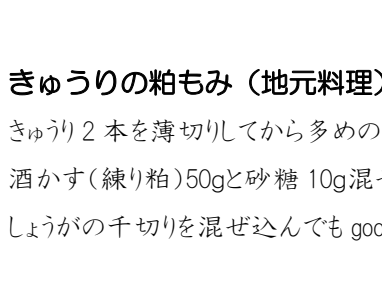 きゅうりの粕もみ（地元料理）
きゅうり2本を薄切りしてから多めの
酒かす（練り粕）50gと砂糖10g混
しょうがの千切りを混ぜ込んでも goo